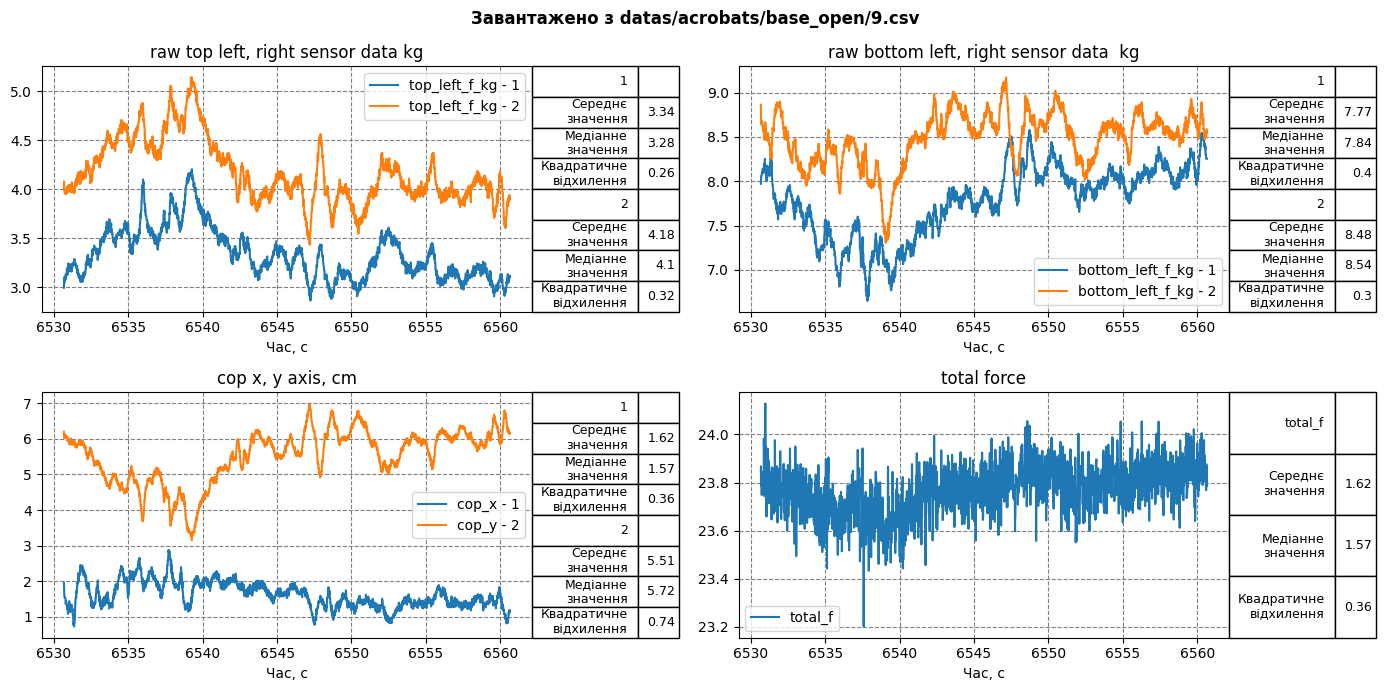 Завантажено з datas/acrobats/base_open/9.csv
raw top left, right sensor data kg
top_left_f_kg - 1
top_left_f_kg - 2
5.0
4.5
4.0
3.5
3.0
6530 6535 6540 6545 6550 6555 6560
Час, с
1
Середнє
значення
3.34
Медіанне
значення
3.28
Квадратичне
відхилення
0.26
2
Середнє
значення
4.18
Медіанне
значення
4.1
Квадратичне
відхилення
0.32
raw bottom left, right sensor data  kg
9.0
8.5
8.0
7.5
7.0
bottom_left_f_kg - 1
bottom_left_f_kg - 2
6530 6535 6540 6545 6550 6555 6560
Час, с
1
Середнє
значення
7.77
Медіанне
значення
7.84
Квадратичне
відхилення
0.4
2
Середнє
значення
8.48
Медіанне
значення
8.54
Квадратичне
відхилення
0.3
cop x, y axis, cm
7
6
5
4
3
2
1
cop_x - 1
cop_y - 2
6530 6535 6540 6545 6550 6555 6560
Час, с
1
Середнє
значення
1.62
Медіанне
значення
1.57
Квадратичне
відхилення
0.36
2
Середнє
значення
5.51
Медіанне
значення
5.72
Квадратичне
відхилення
0.74
total force
24.0
23.8
23.6
23.4
23.2
total_f
6530 6535 6540 6545 6550 6555 6560
Час, с
total_f
Середнє
значення
1.62
Медіанне
значення
1.57
Квадратичне
відхилення
0.36